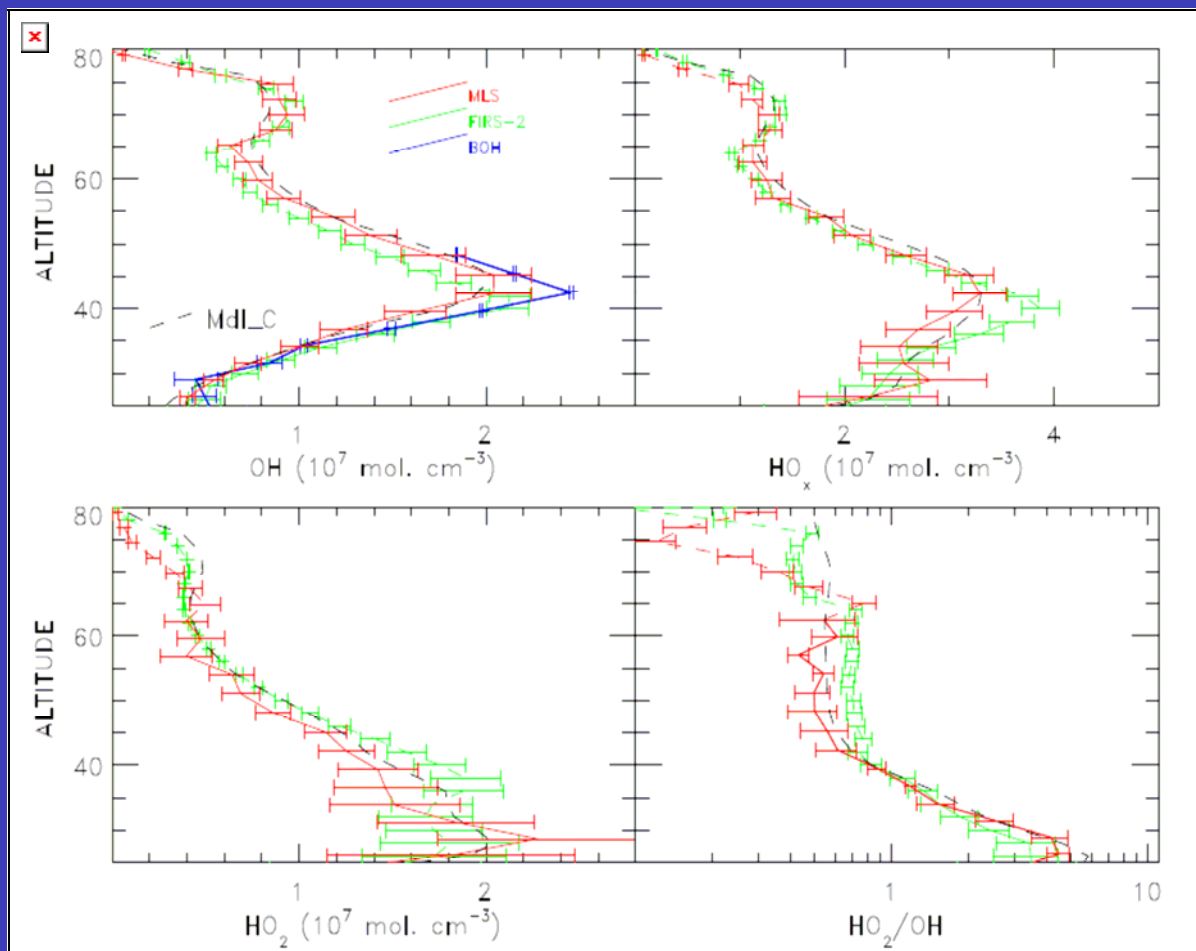 80
60
40
ALTITUDE
MLS
FIRS-2
BOH
Mdl_C
1
2
OH (10⁷ mol. cm⁻³)
2
4
HOₓ (10⁷ mol. cm⁻³)
80
60
40
ALTITUDE
1
2
HO₂ (10⁷ mol. cm⁻³)
1
10
HO₂/OH